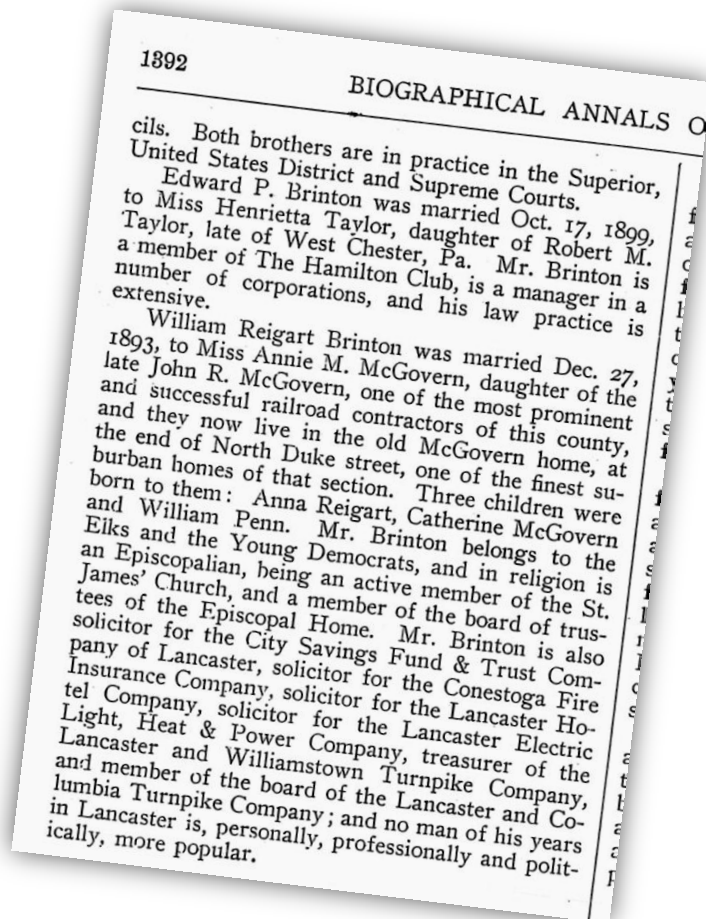 1392
BIOGRAPHICAL ANNALS O
cils. Both brothers are in practice in the Superior,
United States District and Supreme Courts.
Edward P. Brinton was married Oct. 17, 1899,
to Miss Henrietta Taylor, daughter of Robert M.
Taylor, late of West Chester, Pa. Mr. Brinton is
a member of The Hamilton Club, is a manager in a
number of corporations, and his law practice is
extensive.
William Reigart Brinton was married Dec. 27,
1893, to Miss Annie M. McGovern, daughter of the
late John R. McGovern, one of the most prominent
and successful railroad contractors of this county,
and they now live in the old McGovern home, at
the end of North Duke street, one of the finest su-
burban homes of that section. Three children were
born to them: Anna Reigart, Catherine McGovern
and William Penn. Mr. Brinton belongs to the
Elks and the Young Democrats, and in religion is
an Episcopalian, being an active member of the St.
James' Church, and a member of the board of trus-
tees of the Episcopal Home. Mr. Brinton is also
solicitor for the City Savings Fund & Trust Com-
pany of Lancaster, solicitor for the Conestoga Fire
Insurance Company, solicitor for the Lancaster Ho-
tel Company, solicitor for the Lancaster Electric
Light, Heat & Power Company, treasurer of the
Lancaster and Williamstown Turnpike Company,
and member of the board of the Lancaster and Co-
lumbia Turnpike Company; and no man of his years
in Lancaster is, personally, professionally and polit-
ically, more popular.